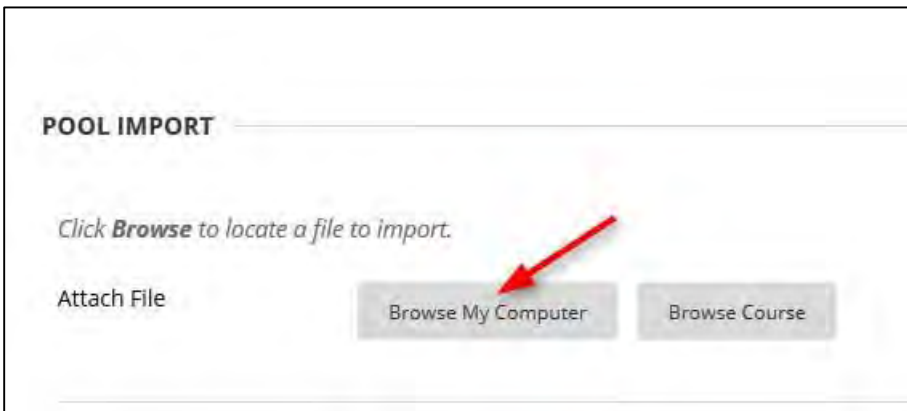 POOL IMPORT
Click Browse to locate a file to import.
Attach File
Browse My Computer
Browse Course